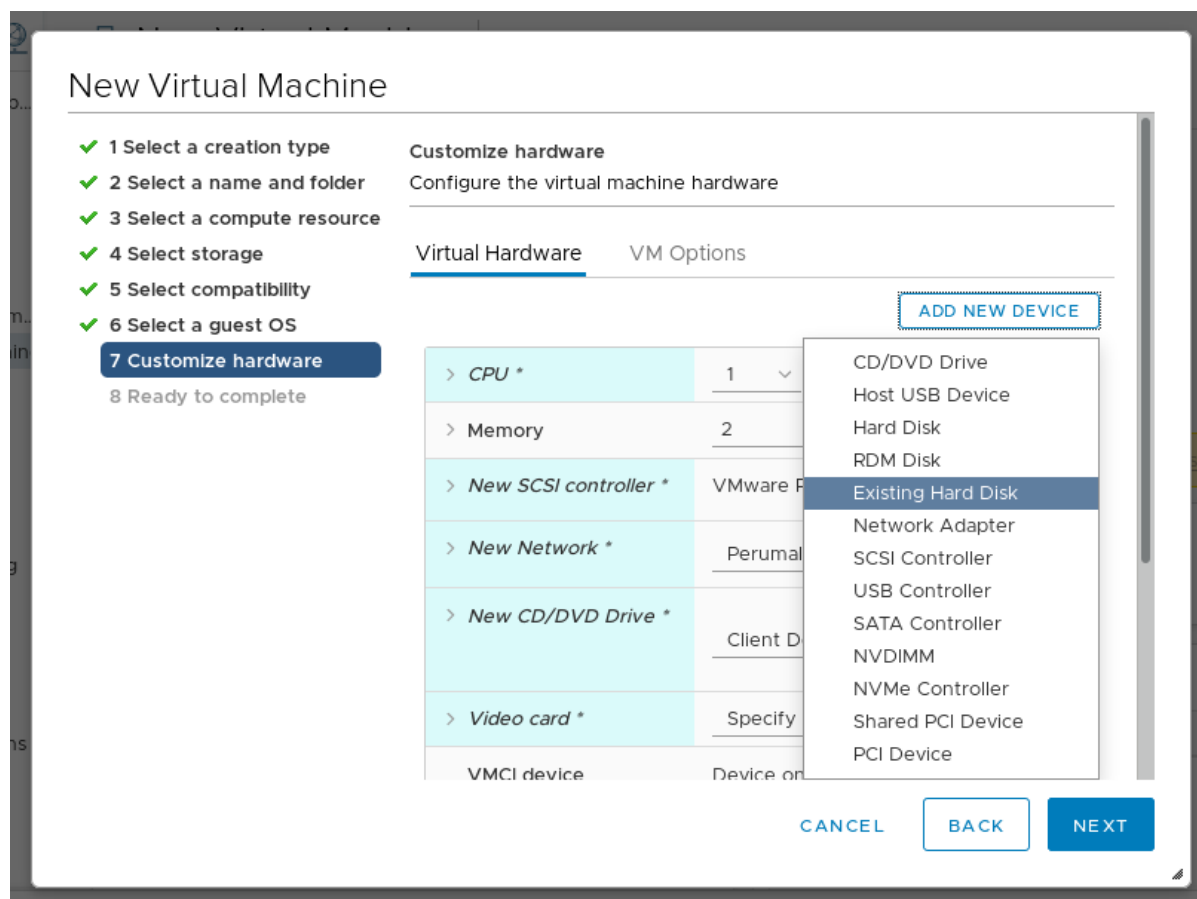 New Virtual Machine
1 Select a creation type
2 Select a name and folder
3 Select a compute resource
4 Select storage
5 Select compatibility
6 Select a guest OS
7 Customize hardware
8 Ready to complete
Customize hardware
Configure the virtual machine hardware
Virtual Hardware VM Options
ADD NEW DEVICE
CPU * 1
Memory 2
New SCSI controller * VMware
New Network * Perumal
New CD/DVD Drive * Client
Video card * Specify
VMCI device Device
CD/DVD Drive
Host USB Device
Hard Disk
RDM Disk
Existing Hard Disk
Network Adapter
SCSI Controller
USB Controller
SATA Controller
NVDIMM
NVMe Controller
Shared PCI Device
PCI Device
CANCEL BACK NEXT